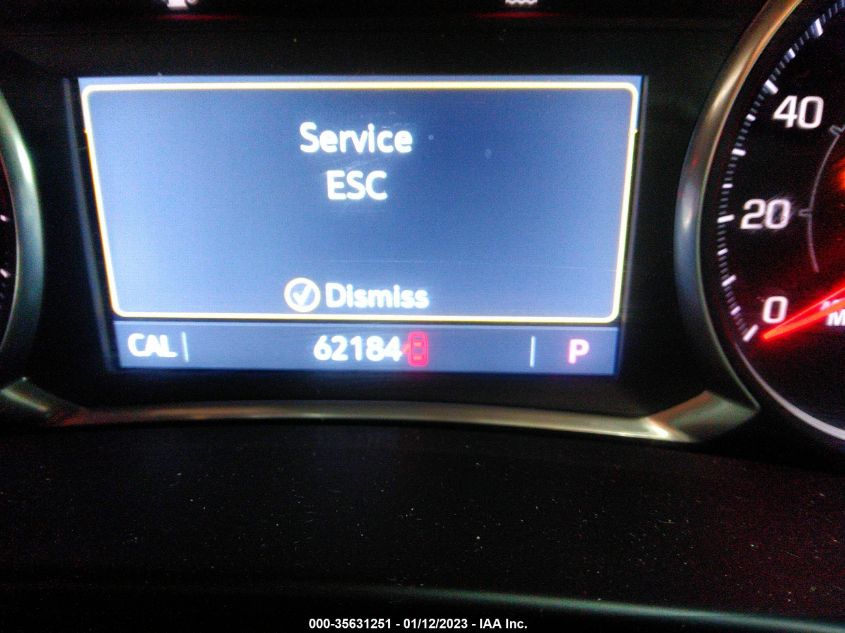 Service
ESC
Dismiss
CAL 62184 P
40
20
0
000-35631251 - 01/12/2023 - IAA Inc.